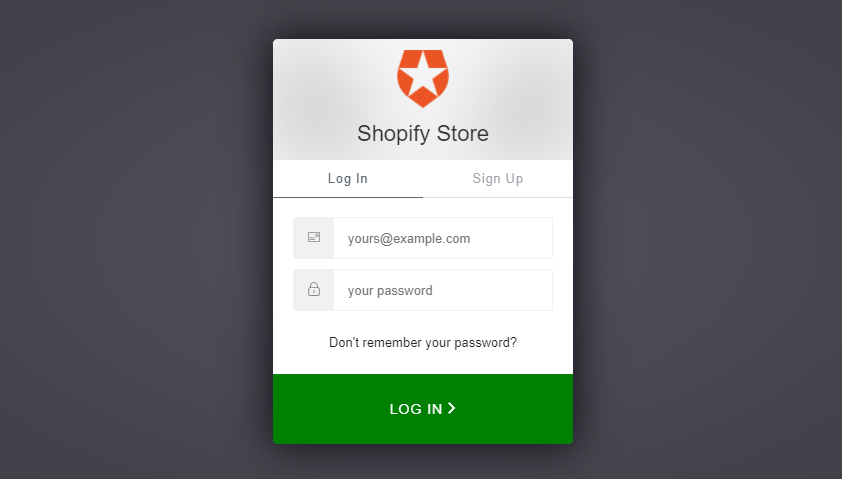 Shopify Store
Log In
Sign Up
yours@example.com
your password
Don't remember your password?
LOG IN